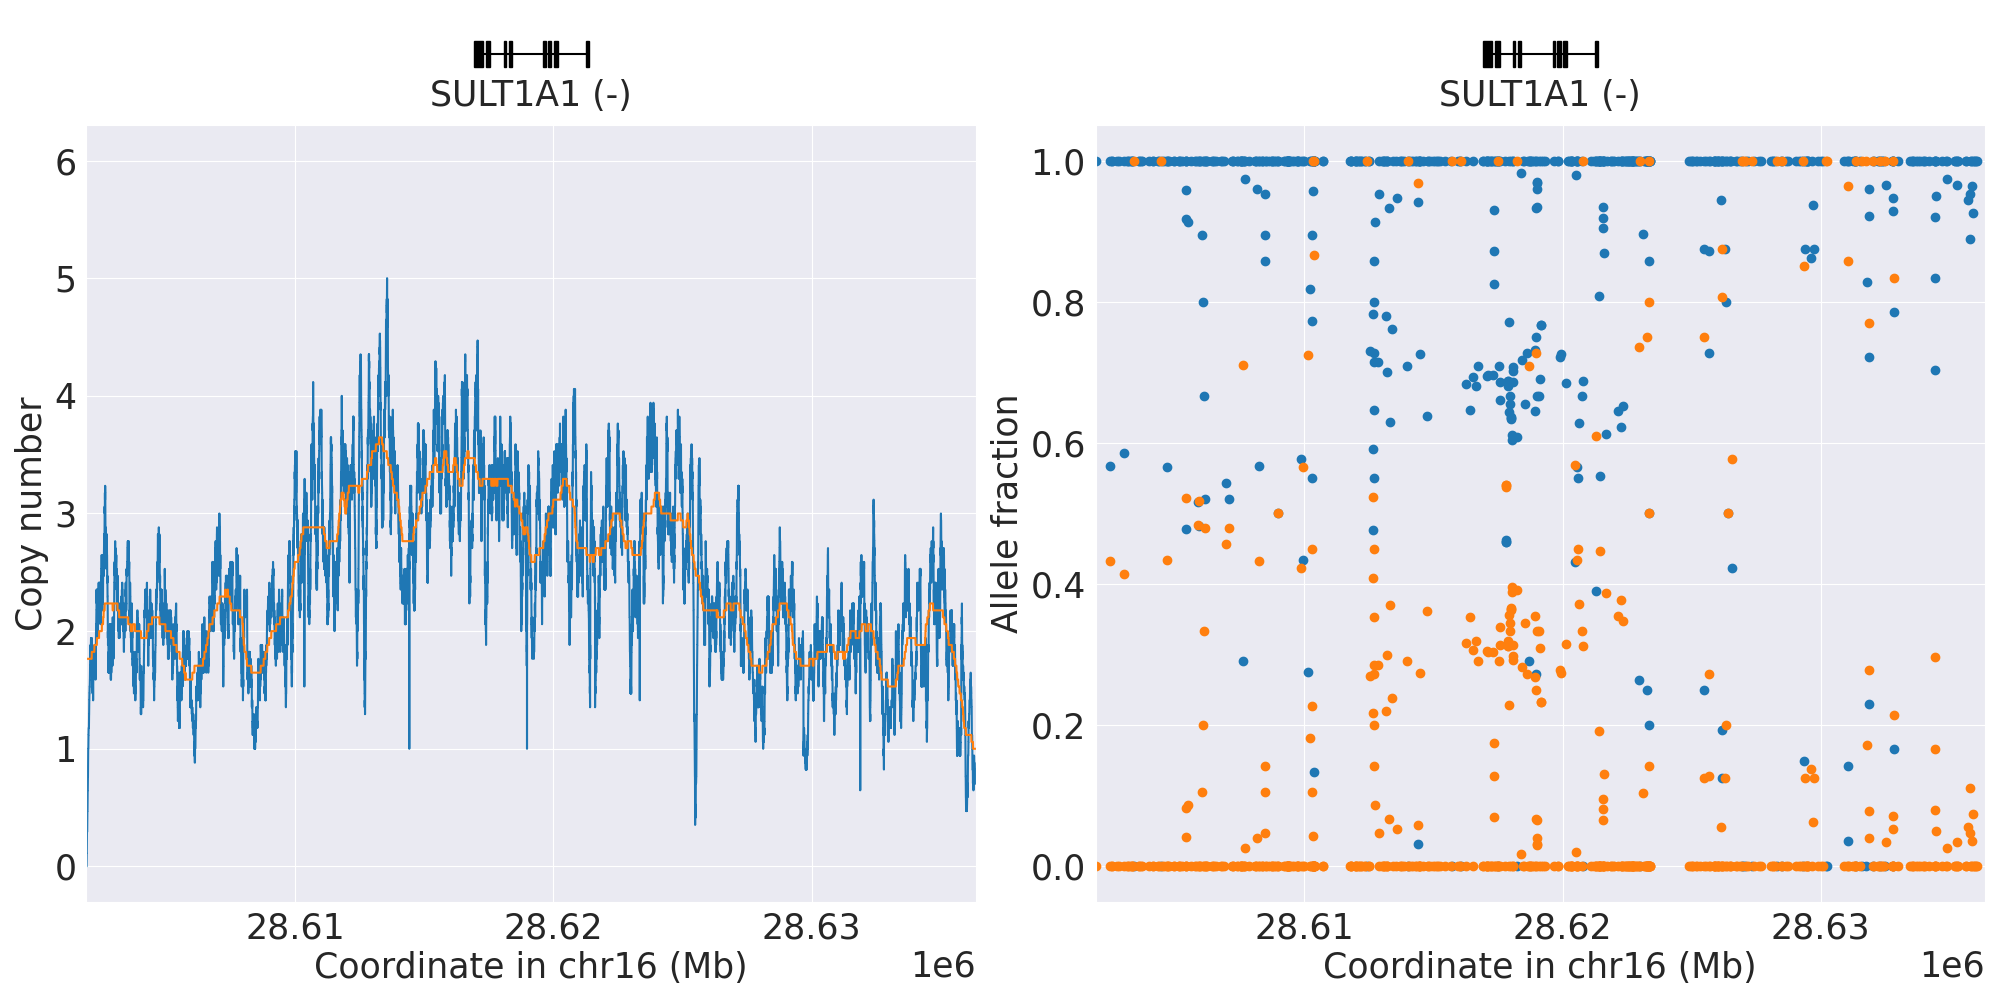 SULT1A1 (-)
6
5
4
3
2
1
0
Copy number
28.61
28.62
28.63
Coordinate in chr16 (Mb)
1e6
SULT1A1 (-)
1.0
0.8
0.6
0.4
0.2
0.0
Allele fraction
28.61
28.62
28.63
Coordinate in chr16 (Mb)
1e6